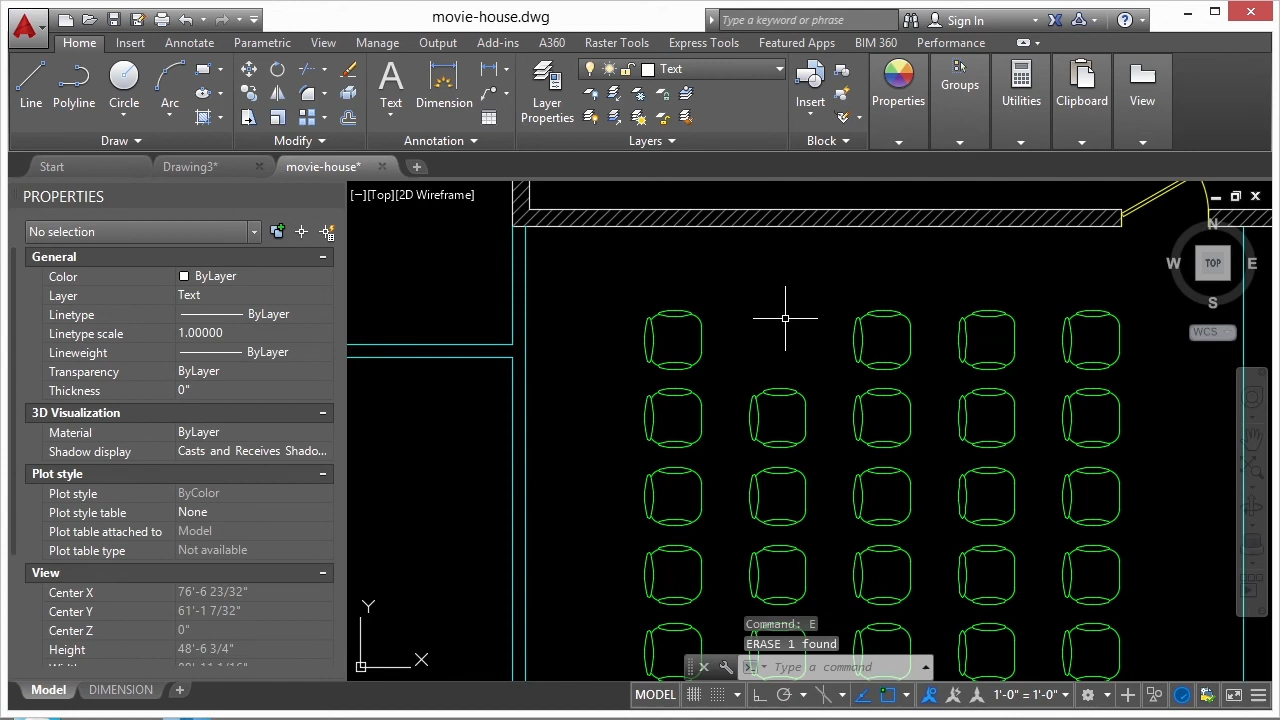 movie-house.dwg
Type a keyword or phrase
Sign In
Home Insert Annotate Parametric View Manage Output Add-ins A360 Raster Tools Express Tools Featured Apps BIM 360 Performance
Line Polyline Circle Arc Text Dimension Layer Properties Text Insert Properties Groups Utilities Clipboard View
Draw Modify Annotation Layers Block
Start Drawing3* movie-house*
PROPERTIES
[−][Top][2D Wireframe]
No selection
General
Color ByLayer
Layer Text
Linetype ByLayer
Linetype scale 1.00000
Lineweight ByLayer
Transparency ByLayer
Thickness 0"
3D Visualization
Material ByLayer
Shadow display Casts and Receives Shado...
Plot style
Plot style ByColor
Plot style table None
Plot table attached to Model
Plot table type Not available
View
Center X 76'-6 23/32"
Center Y 61'-1 7/32"
Center Z 0"
Height 48'-6 3/4"
N
W TOP E
S
WCS
Y
X
Command: E
ERASE 1 found
Type a command
Model DIMENSION
MODEL 1'-0" = 1'-0"